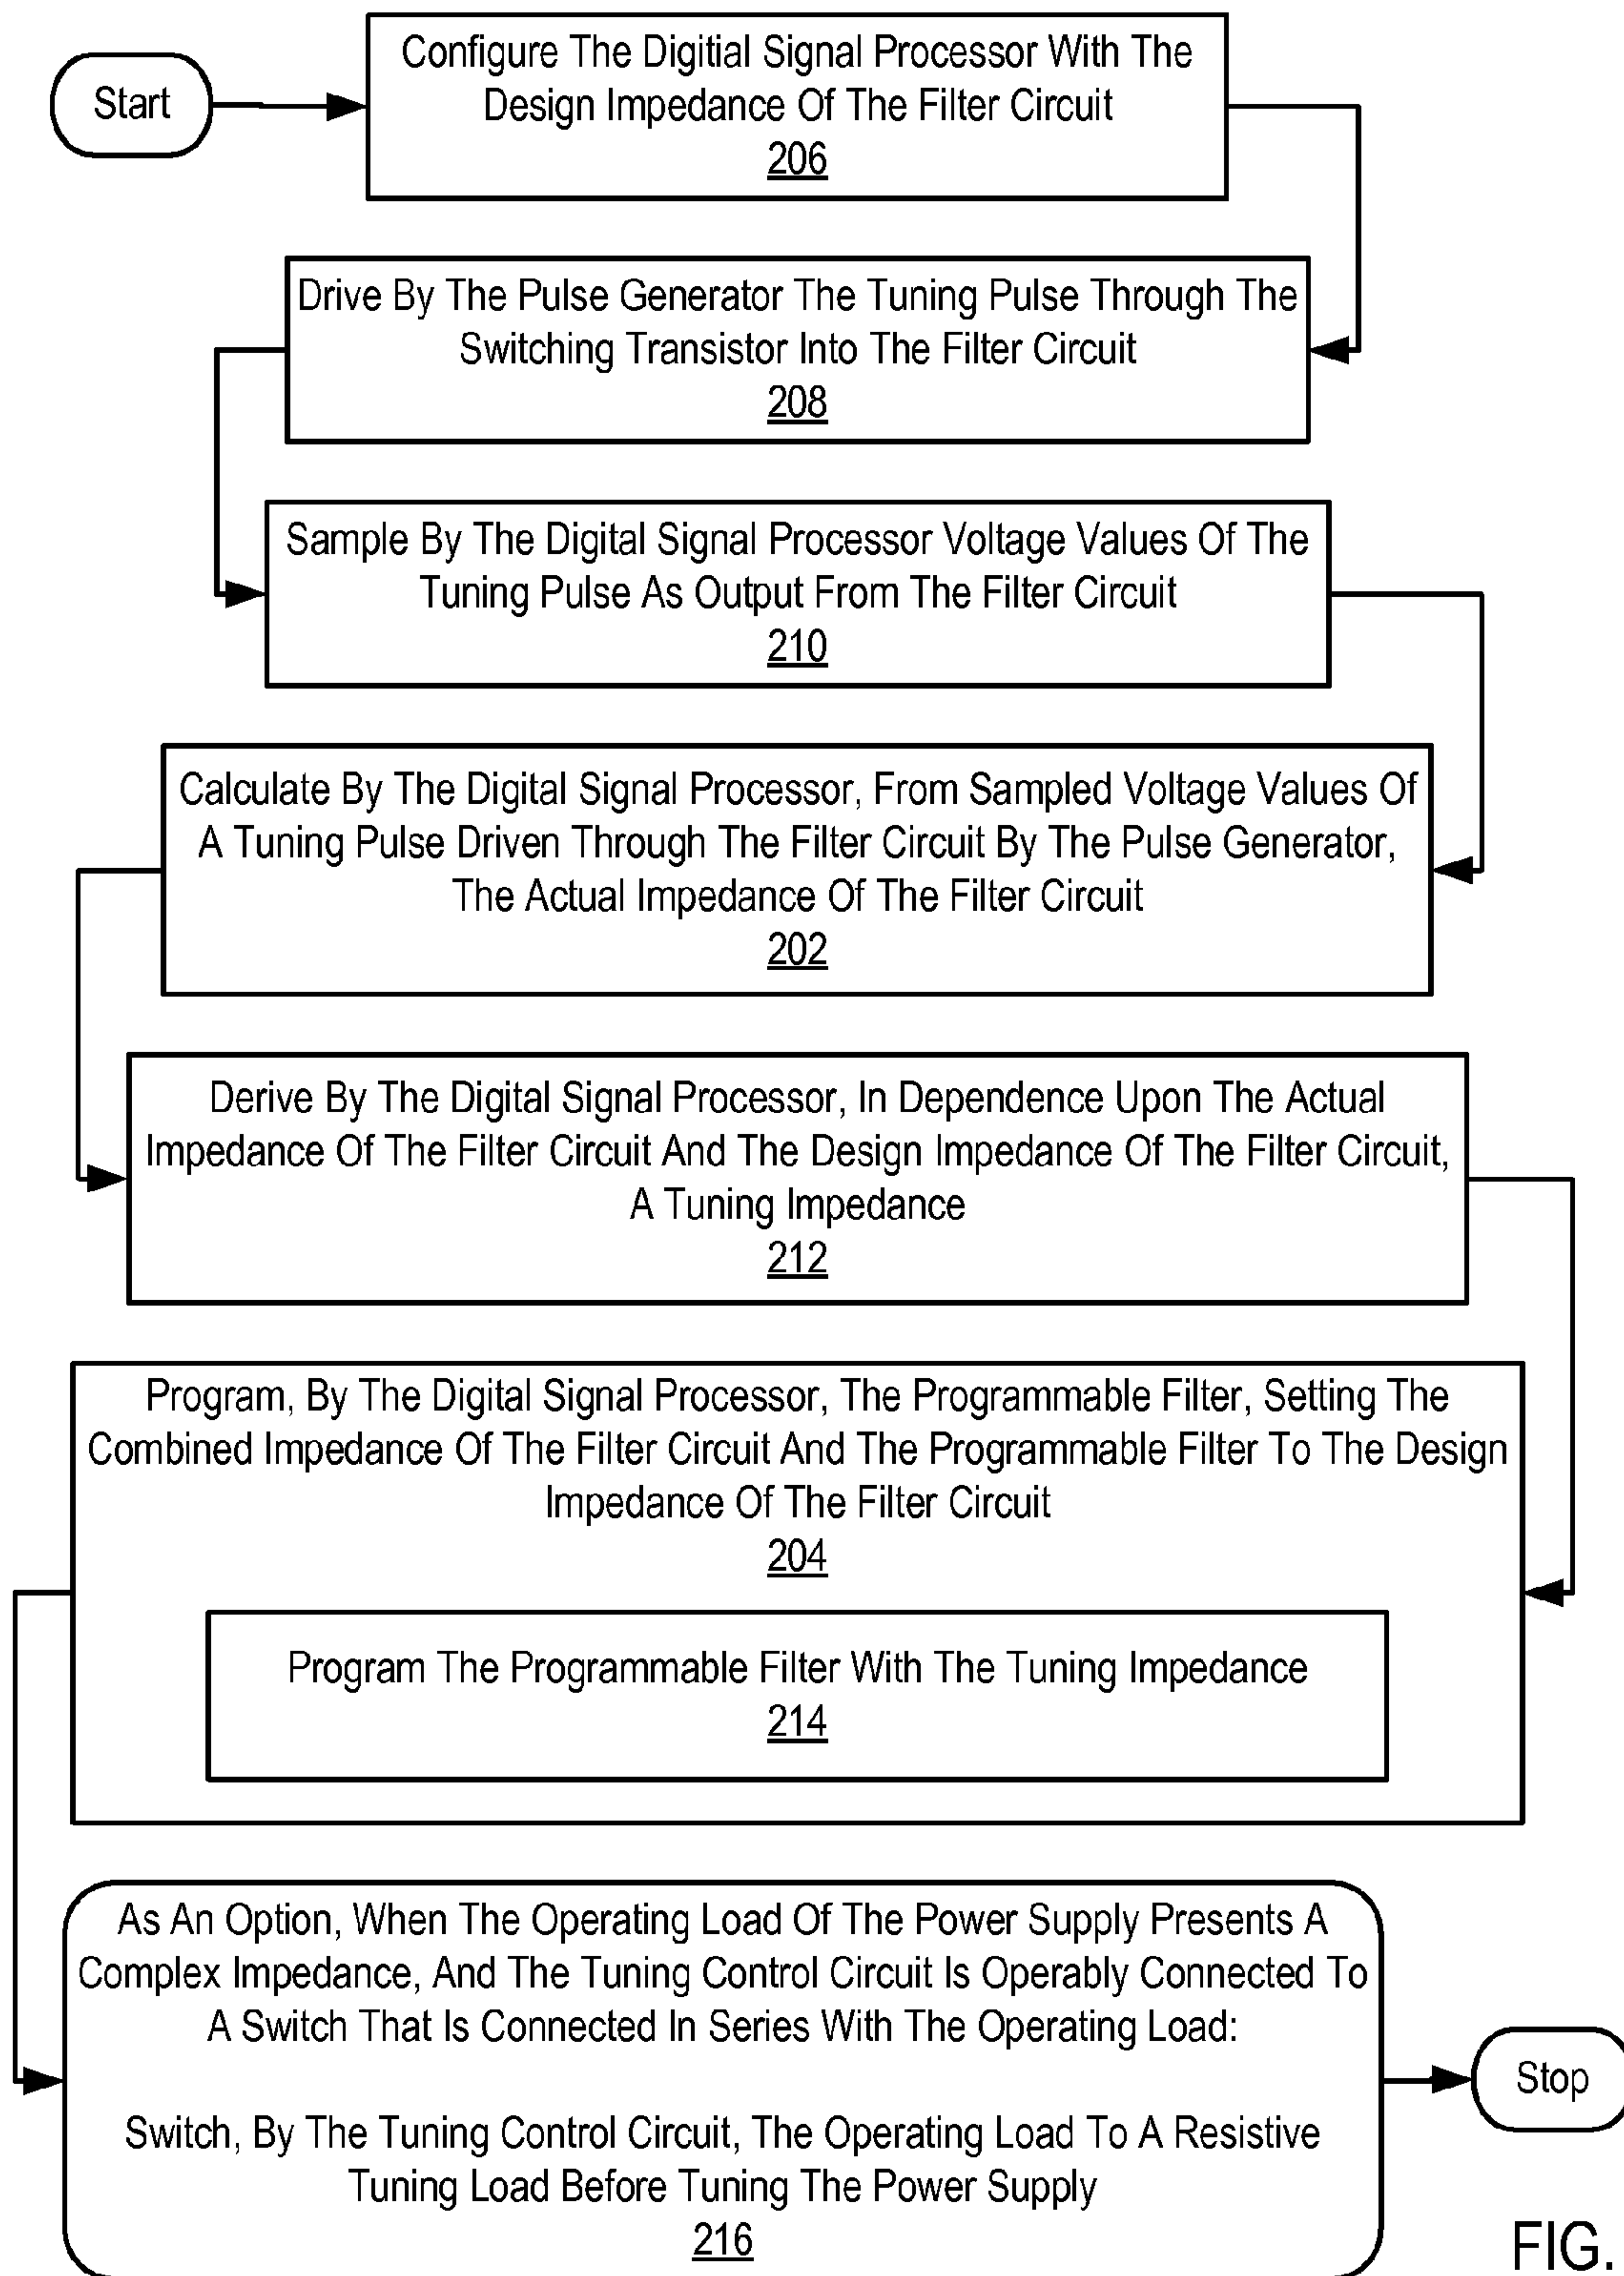 Start
Configure The Digitial Signal Processor With The
Design Impedance Of The Filter Circuit
206
Drive By The Pulse Generator The Tuning Pulse Through The
Switching Transistor Into The Filter Circuit
208
Sample By The Digital Signal Processor Voltage Values Of The
Tuning Pulse As Output From The Filter Circuit
210
Calculate By The Digital Signal Processor, From Sampled Voltage Values Of
A Tuning Pulse Driven Through The Filter Circuit By The Pulse Generator,
The Actual Impedance Of The Filter Circuit
202
Derive By The Digital Signal Processor, In Dependence Upon The Actual
Impedance Of The Filter Circuit And The Design Impedance Of The Filter Circuit,
A Tuning Impedance
212
Program, By The Digital Signal Processor, The Programmable Filter, Setting The
Combined Impedance Of The Filter Circuit And The Programmable Filter To The Design
Impedance Of The Filter Circuit
204
Program The Programmable Filter With The Tuning Impedance
214
As An Option, When The Operating Load Of The Power Supply Presents A
Complex Impedance, And The Tuning Control Circuit Is Operably Connected To
A Switch That Is Connected In Series With The Operating Load:
Switch, By The Tuning Control Circuit, The Operating Load To A Resistive
Tuning Load Before Tuning The Power Supply
216
Stop
FIG.